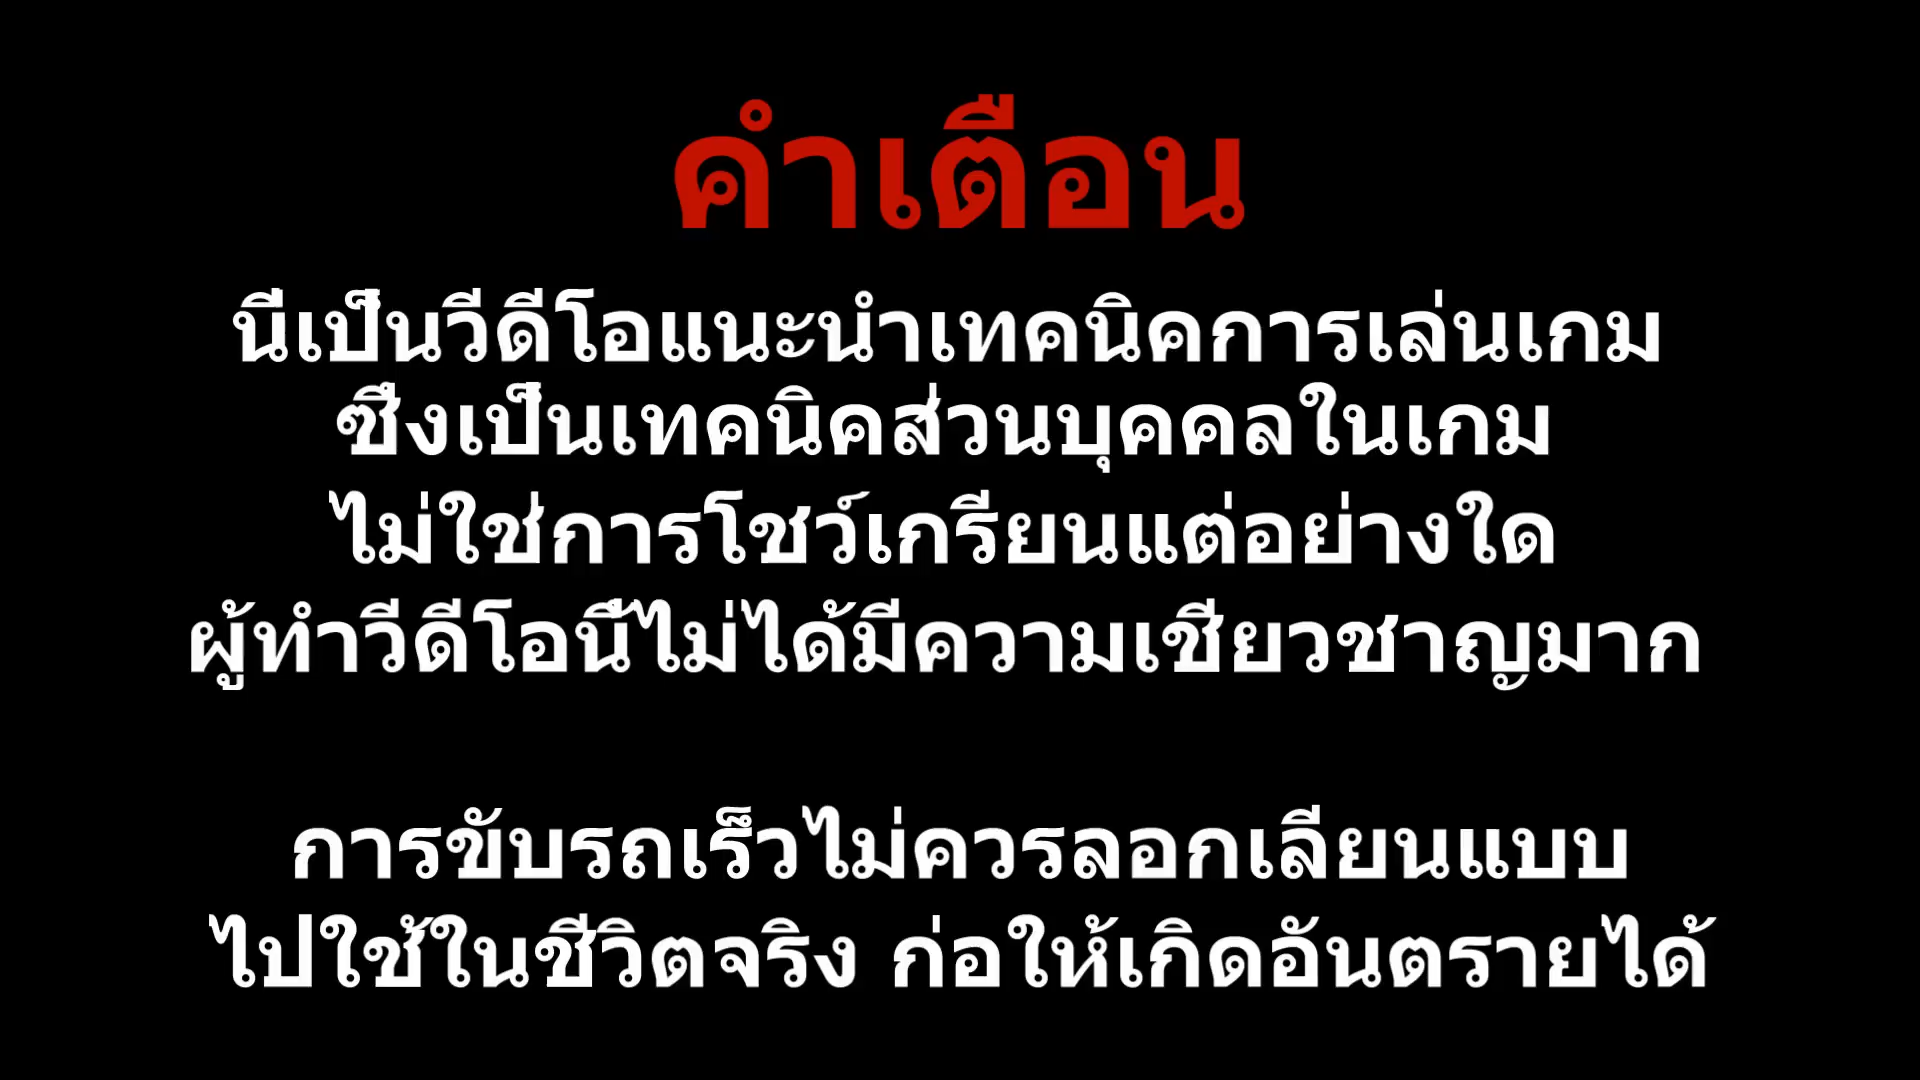 คำเตือน
นี่เป็นวีดีโอแนะนำเทคนิคการเล่นเกม
ซึ่งเป็นเทคนิคส่วนบุคคลในเกม
ไม่ใช่การโชว์เกรียนแต่อย่างใด
ผู้ทำวีดีโอนี้ไม่ได้มีความเชี่ยวชาญมาก
การขับรถเร็วไม่ควรลอกเลียนแบบ
ไปใช้ในชีวิตจริง ก่อให้เกิดอันตรายได้